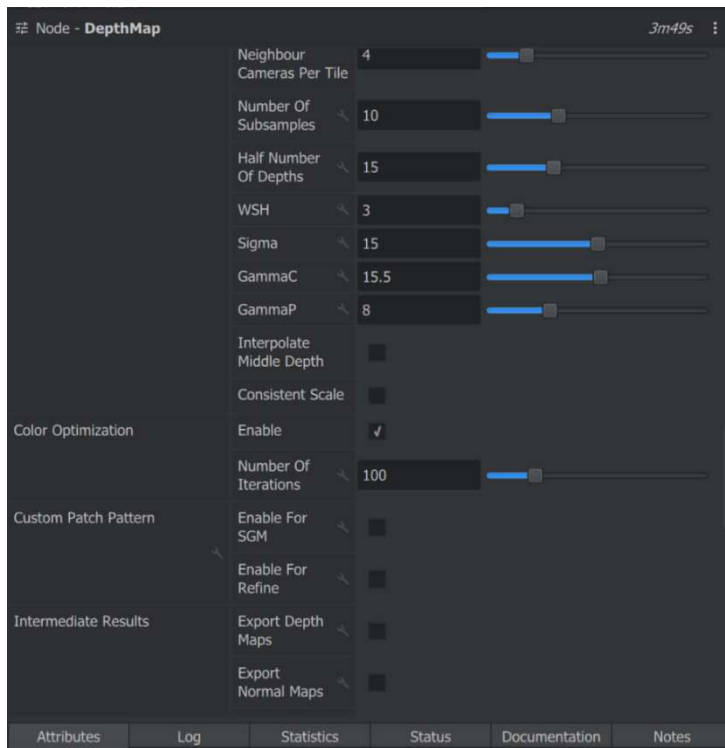 Node - DepthMap 3m49s
Neighbour
Cameras Per Tile 4
Number Of
Subsamples 10
Half Number
Of Depths 15
WSH 3
Sigma 15
GammaC 15.5
GammaP 8
Interpolate
Middle Depth
Consistent Scale
Color Optimization Enable
Number Of
Iterations 100
Custom Patch Pattern Enable For
SGM
Enable For
Refine
Intermediate Results Export Depth
Maps
Export
Normal Maps
Attributes Log Statistics Status Documentation Notes